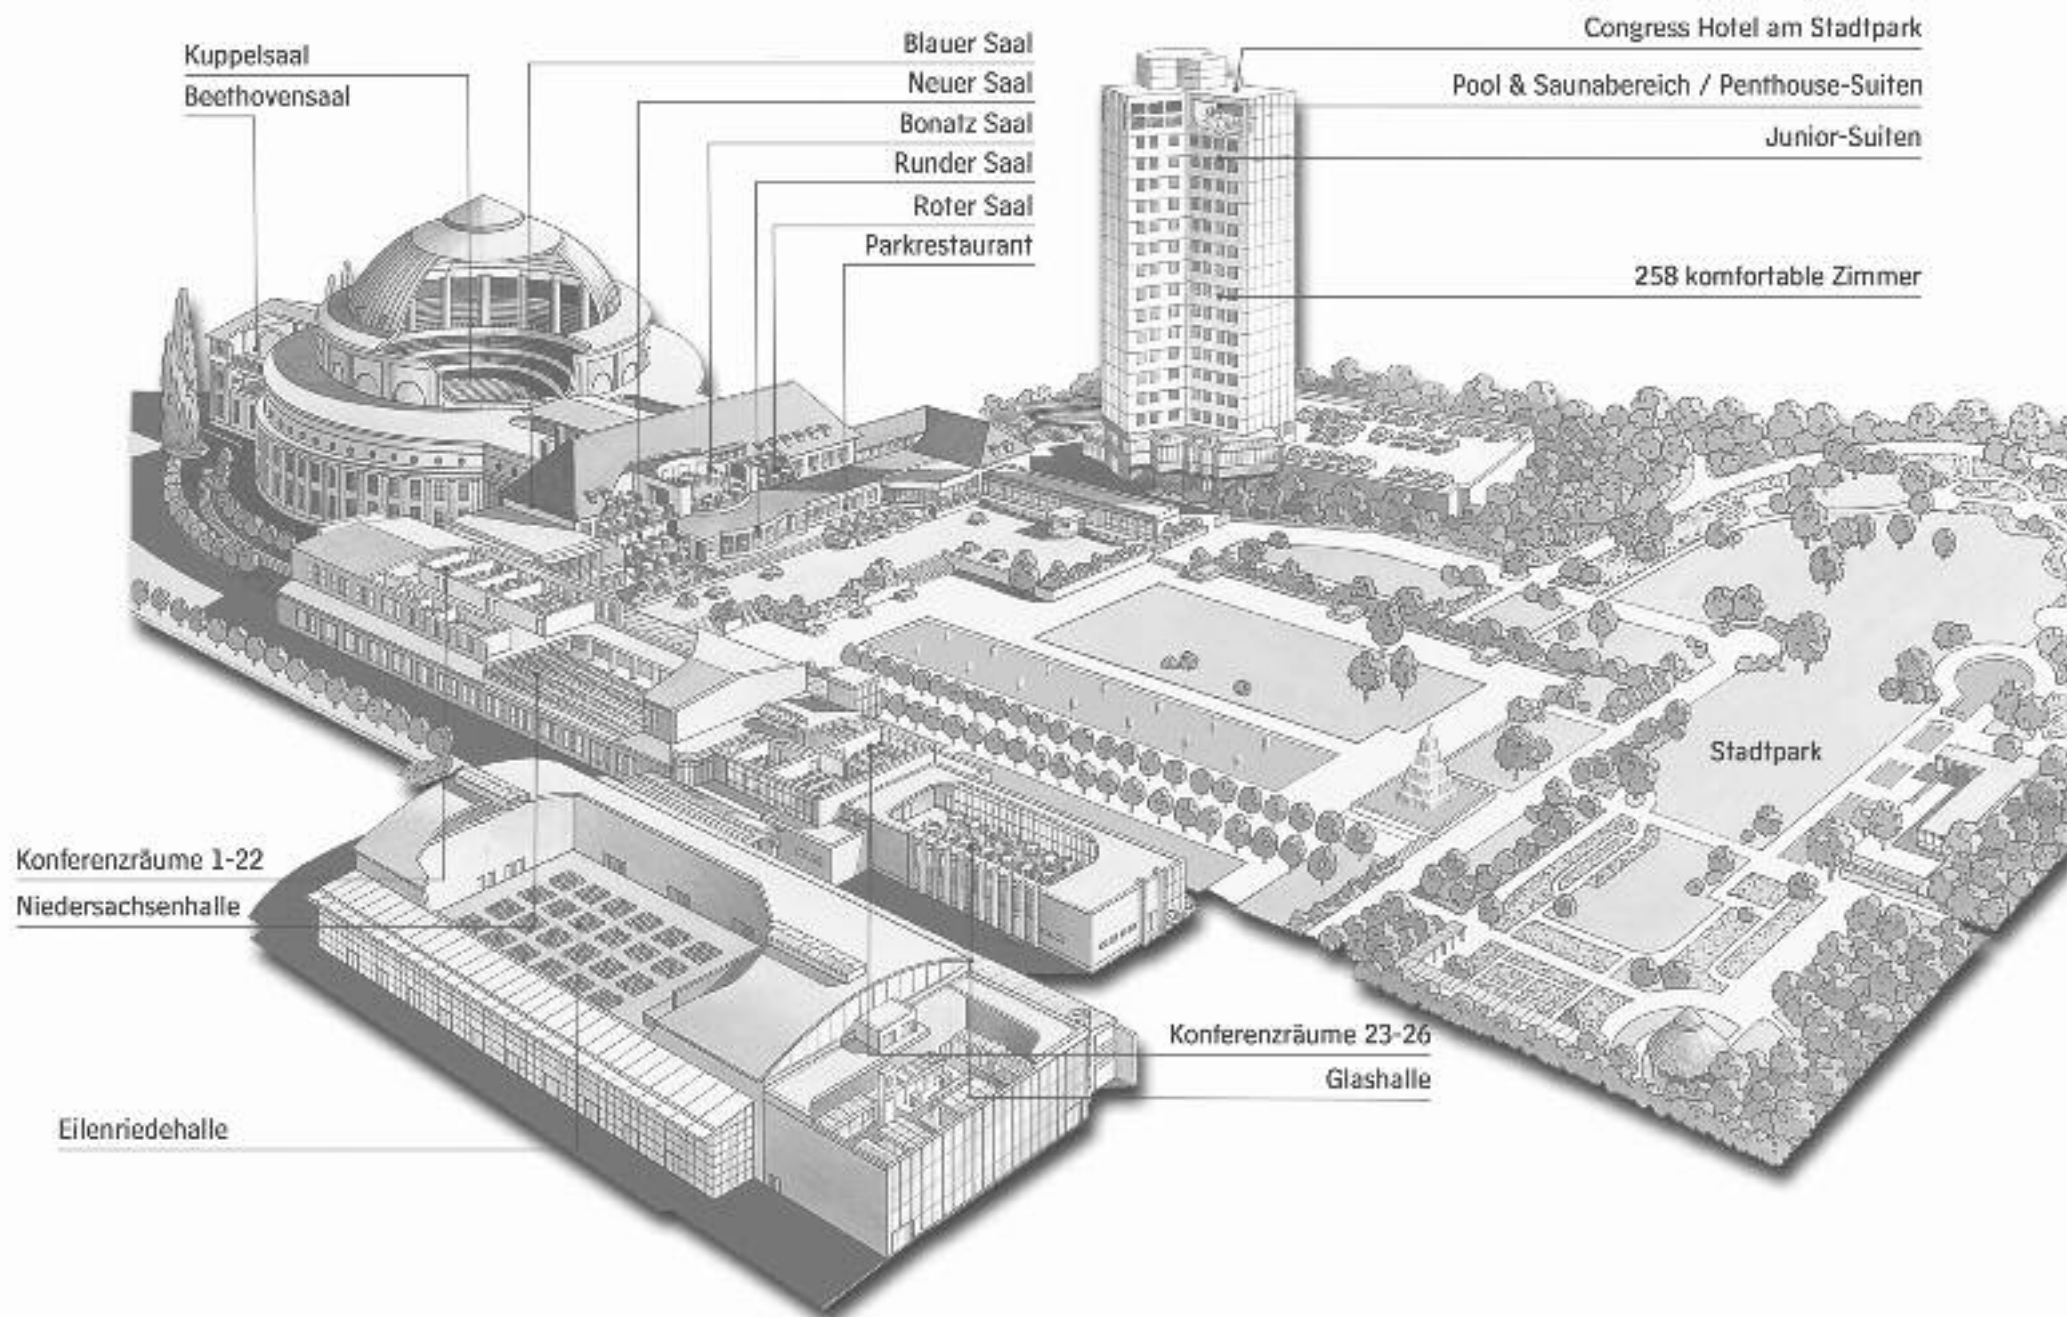 Kuppelsaal
Beethovensaal
Blauer Saal
Neuer Saal
Bonatz Saal
Runder Saal
Roter Saal
Parkrestaurant
Congress Hotel am Stadtpark
Pool & Saunabereich / Penthouse-Suiten
Junior-Suiten
258 komfortable Zimmer
Stadtpark
Konferenzräume 1-22
Niedersachsenhalle
Konferenzräume 23-26
Glashalle
Eilenriedehalle